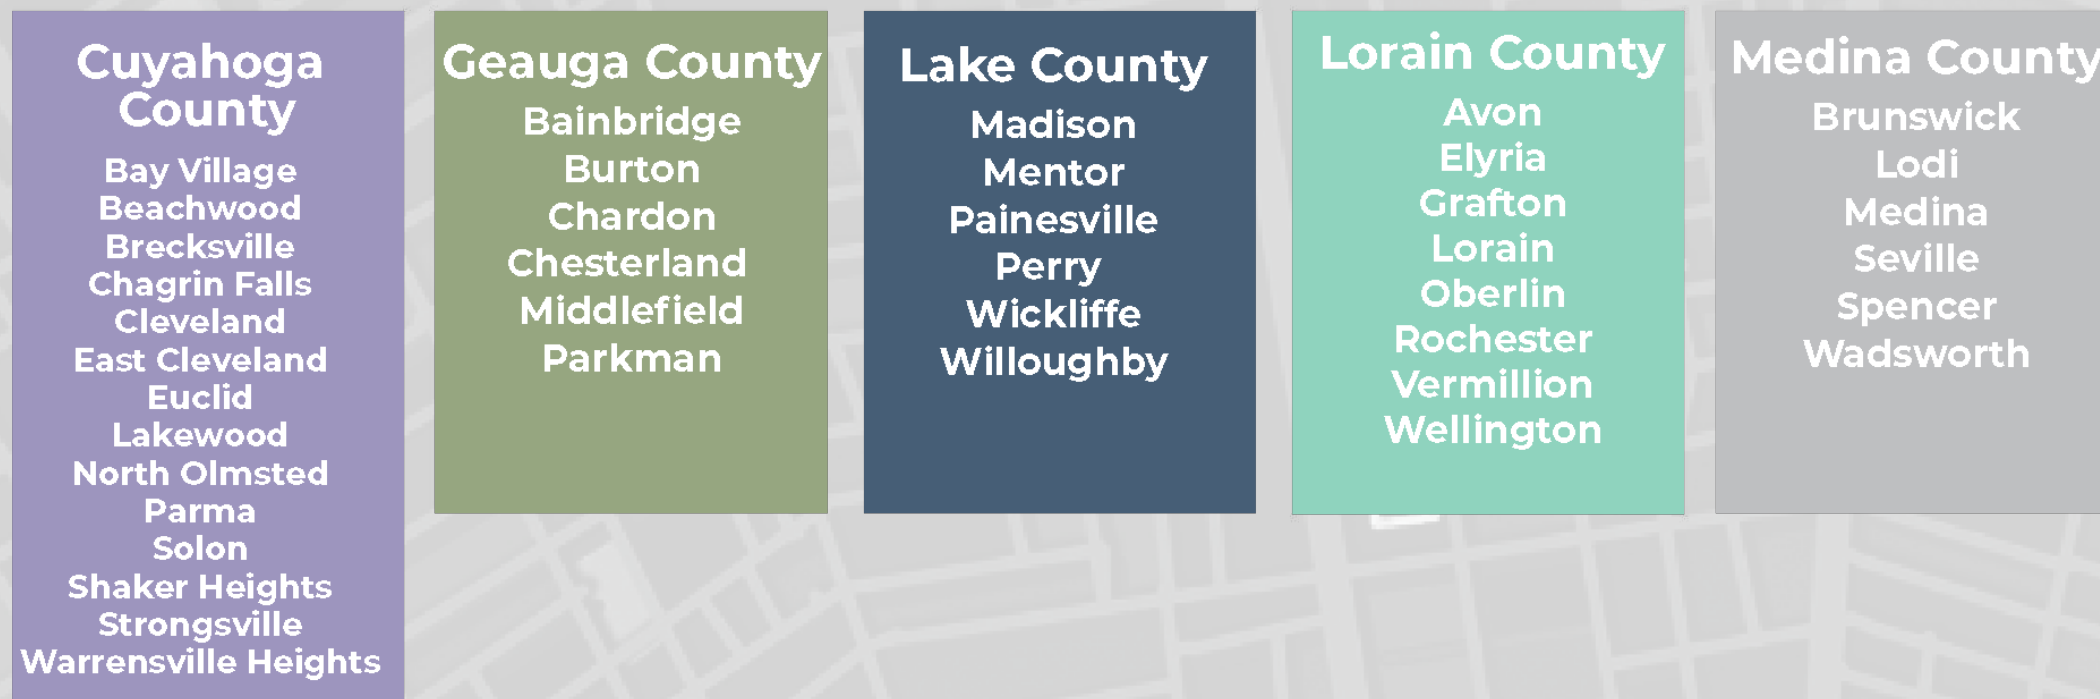 Cuyahoga
County
Bay Village
Beachwood
Brecksville
Chagrin Falls
Cleveland
East Cleveland
Euclid
Lakewood
North Olmsted
Parma
Solon
Shaker Heights
Strongsville
Warrensville Heights
Geauga County
Bainbridge
Burton
Chardon
Chesterland
Middlefield
Parkman
Lake County
Madison
Mentor
Painesville
Perry
Wickliffe
Willoughby
Lorain County
Avon
Elyria
Grafton
Lorain
Oberlin
Rochester
Vermillion
Wellington
Medina County
Brunswick
Lodi
Medina
Seville
Spencer
Wadsworth